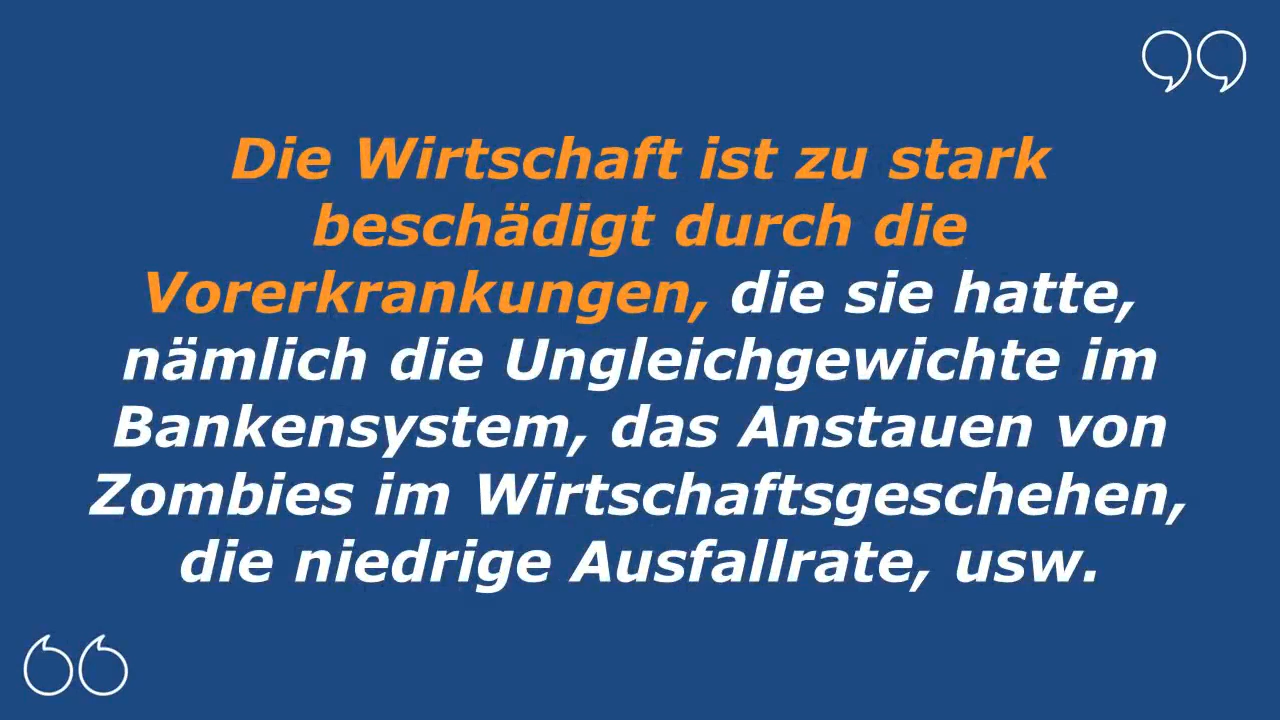 Die Wirtschaft ist zu stark
beschädigt durch die
Vorerkrankungen, die sie hatte,
nämlich die Ungleichgewichte im
Bankensystem, das Anstauen von
Zombies im Wirtschaftsgeschehen,
die niedrige Ausfallrate, usw.